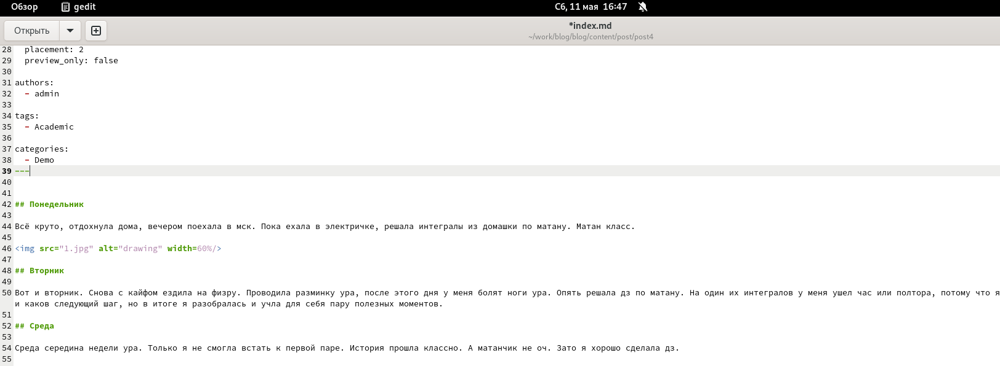 Обзор gedit Сб, 11 мая 16:47
Открыть *index.md
~/work/blog/blog/content/post/post4
28 placement: 2
29 preview_only: false
30
31 authors:
32 - admin
33
34 tags:
35 - Academic
36
37 categories:
38 - Demo
39 ---
40
41
42 ## Понедельник
43
44 Всё круто, отдохнула дома, вечером поехала в мск. Пока ехала в электричке, решала интегралы из домашки по матану. Матан класс.
45
46 <img src="1.jpg" alt="drawing" width=60%/>
47
48 ## Вторник
49
50 Вот и вторник. Снова с кайфом ездила на физру. Проводила разминку ура, после этого дня у меня болят ноги ура. Опять решала дз по матану. На один их интегралов у меня ушел час или полтора, потому что я
и каков следующий шаг, но в итоге я разобралась и учла для себя пару полезных моментов.
51
52 ## Среда
53
54 Среда середина недели ура. Только я не смогла встать к первой паре. История прошла классно. А матанчик не оч. Зато я хорошо сделала дз.
55